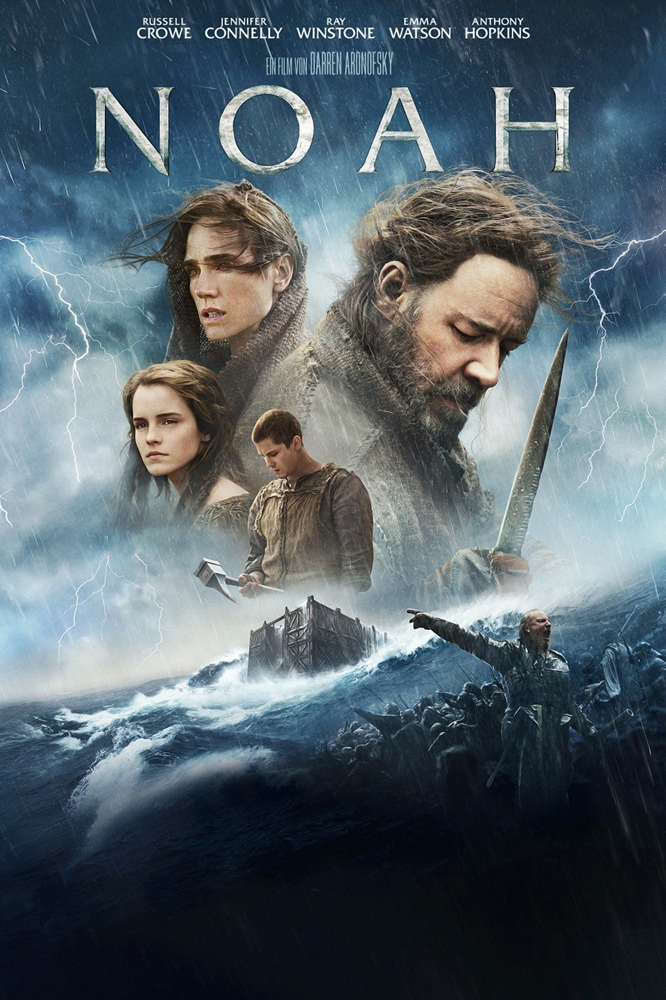 RUSSELL JENNIFER RAY EMMA ANTHONY
CROWE CONNELLY WINSTONE WATSON HOPKINS
EIN FILM VON DARREN ARONOFSKY
NOAH